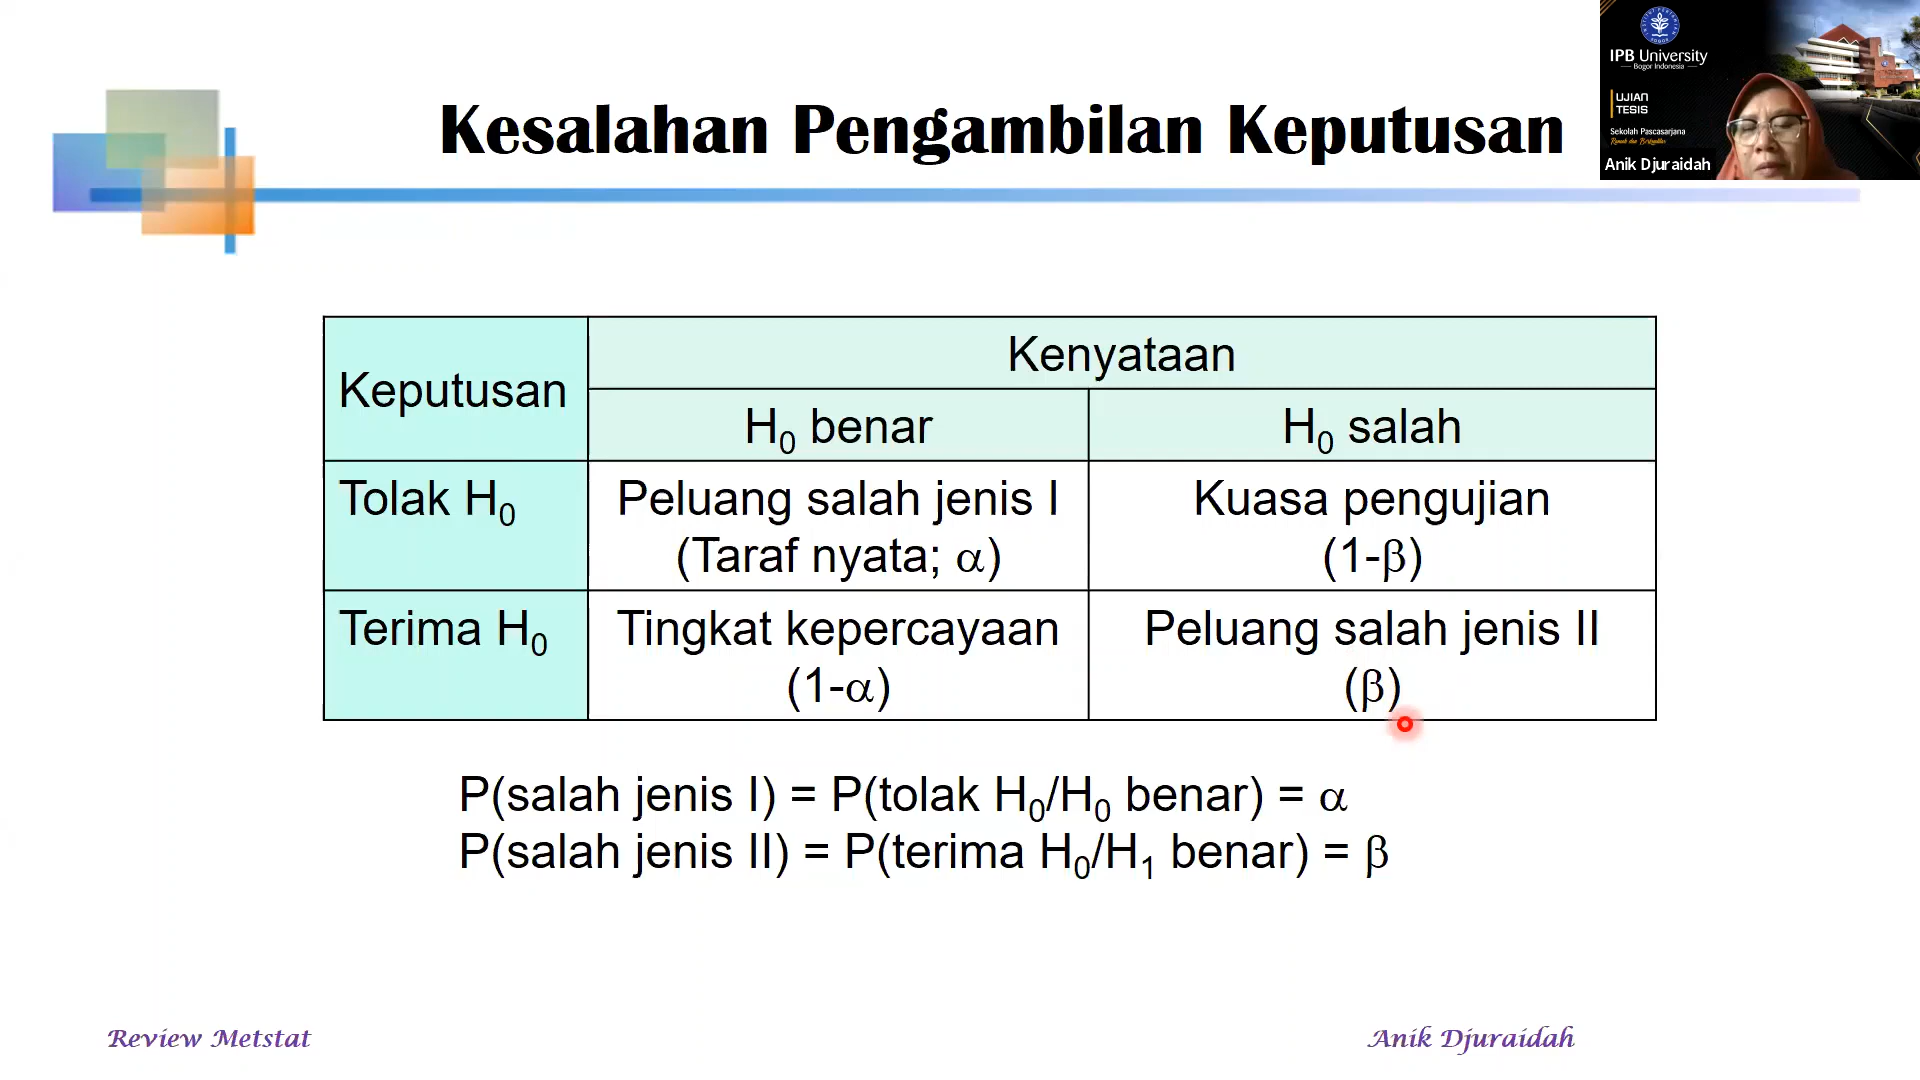 Kesalahan Pengambilan Keputusan
IPB University
Bogor Indonesia
UJIAN
TESIS
Sekolah Pascasarjana
Anik Djuraidah
Keputusan
Kenyataan
H₀ benar
H₀ salah
Tolak H₀
Peluang salah jenis I
(Taraf nyata; α)
Kuasa pengujian
(1-β)
Terima H₀
Tingkat kepercayaan
(1-α)
Peluang salah jenis II
(β)
P(salah jenis I) = P(tolak H₀/H₀ benar) = α
P(salah jenis II) = P(terima H₀/H₁ benar) = β
Review Metstat
Anik Djuraidah